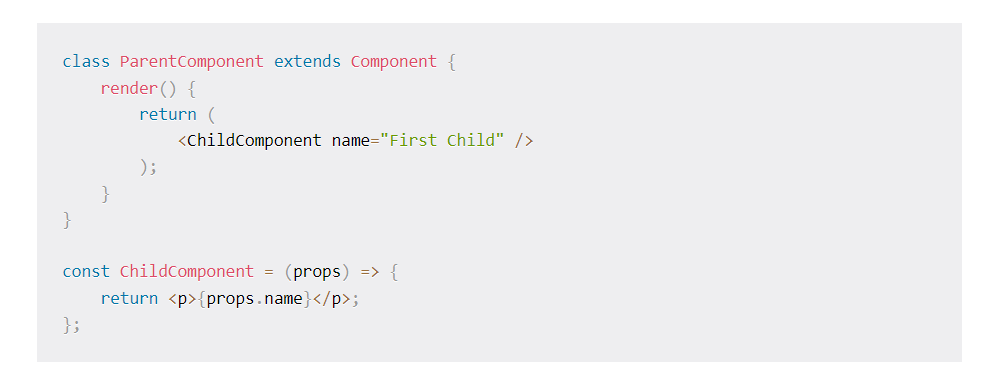 class ParentComponent extends Component {
    render() {
        return (
            <ChildComponent name="First Child" />
        );
    }
}

const ChildComponent = (props) => {
    return <p>{props.name}</p>;
};